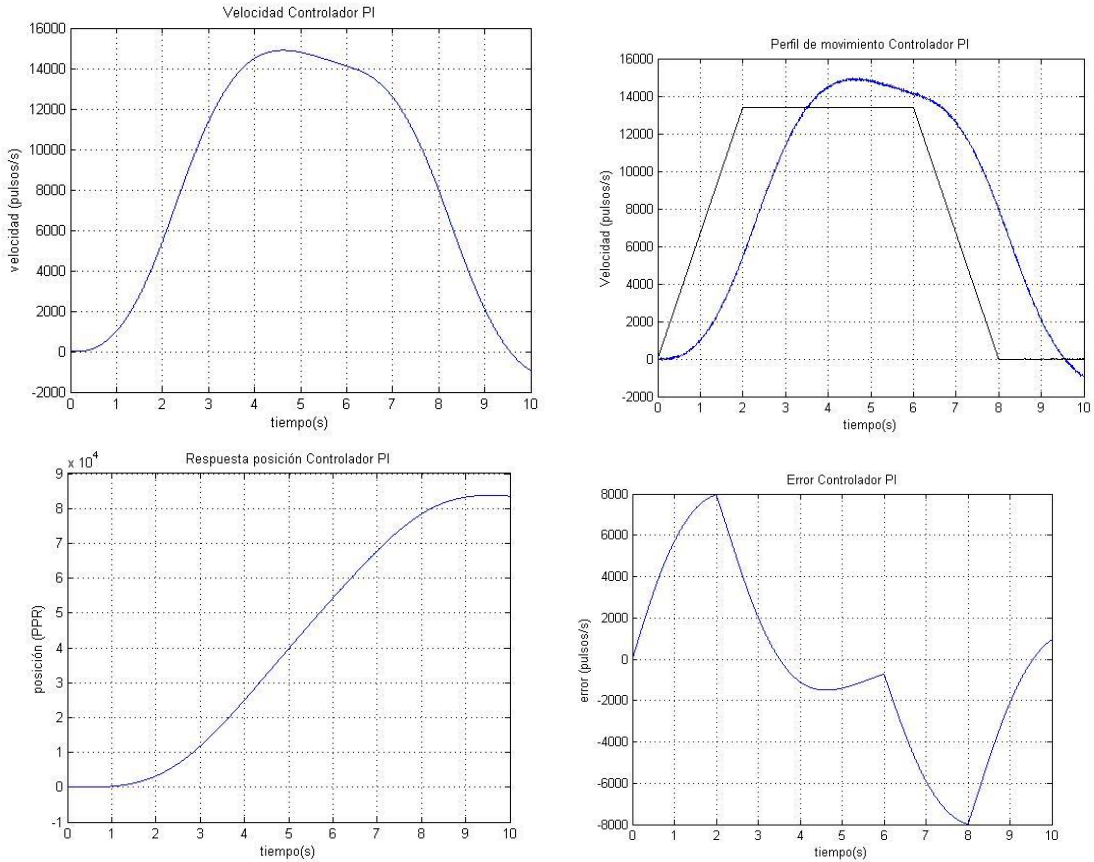 Velocidad Controlador PI
16000
14000
12000
10000
8000
6000
4000
2000
0
-2000
velocidad (pulsos/s)
0 1 2 3 4 5 6 7 8 9 10
tiempo(s)
Perfil de movimiento Controlador PI
16000
14000
12000
10000
8000
6000
4000
2000
0
-2000
Velocidad (pulsos/s)
0 1 2 3 4 5 6 7 8 9 10
tiempo(s)
Respuesta posición Controlador PI
x 10^4
9
8
7
6
5
4
3
2
1
0
-1
posición (PPR)
0 1 2 3 4 5 6 7 8 9 10
tiempo(s)
Error Controlador PI
8000
6000
4000
2000
0
-2000
-4000
-6000
-8000
error (pulsos/s)
0 1 2 3 4 5 6 7 8 9 10
tiempo(s)